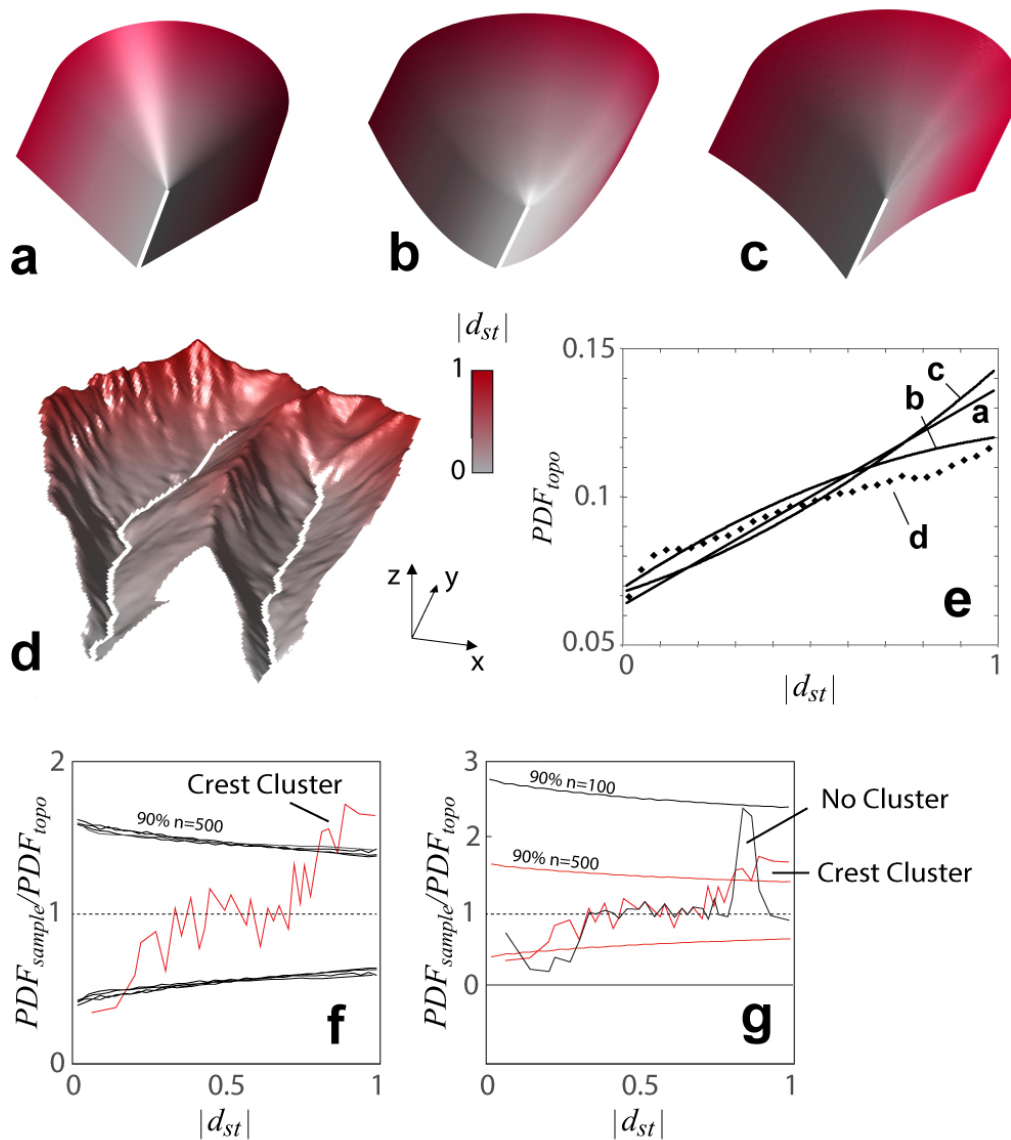 a
b
c
|d_st|
1
0
d
z
y
x
0.15
0.1
0.05
PDF_topo
c
b
a
d
e
0
1
|d_st|
2
1
0
PDF_sample/PDF_topo
Crest Cluster
90% n=500
f
0
0.5
1
|d_st|
3
2
1
0
PDF_sample/PDF_topo
90% n=100
No Cluster
90% n=500
Crest Cluster
g
0
0.5
1
|d_st|